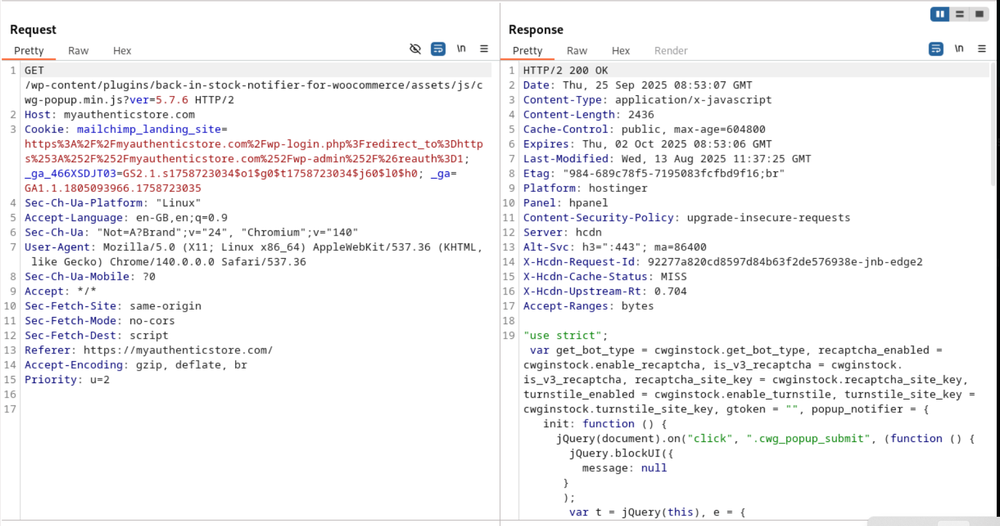 Request
Pretty Raw Hex
\n
1 GET
/wp-content/plugins/back-in-stock-notifier-for-woocommerce/assets/js/c
wg-popup.min.js?ver=5.7.6 HTTP/2
2 Host: myauthenticstore.com
3 Cookie: mailchimp_landing_site=
https%3A%2F%2Fmyauthenticstore.com%2Fwp-login.php%3Fredirect_to%3Dhttp
s%253A%252F%252Fmyauthenticstore.com%252Fwp-admin%252F%26reauth%3D1;
_ga_466XSDJT03=GS2.1.s1758723034$o1$g0$t1758723034$j60$l0$h0; _ga=
GA1.1.1805093966.1758723035
4 Sec-Ch-Ua-Platform: "Linux"
5 Accept-Language: en-GB,en;q=0.9
6 Sec-Ch-Ua: "Not=A?Brand";v="24", "Chromium";v="140"
7 User-Agent: Mozilla/5.0 (X11; Linux x86_64) AppleWebKit/537.36 (KHTML,
like Gecko) Chrome/140.0.0.0 Safari/537.36
8 Sec-Ch-Ua-Mobile: ?0
9 Accept: */*
10 Sec-Fetch-Site: same-origin
11 Sec-Fetch-Mode: no-cors
12 Sec-Fetch-Dest: script
13 Referer: https://myauthenticstore.com/
14 Accept-Encoding: gzip, deflate, br
15 Priority: u=2
16
17
Response
Pretty Raw Hex Render
\n
1 HTTP/2 200 OK
2 Date: Thu, 25 Sep 2025 08:53:07 GMT
3 Content-Type: application/x-javascript
4 Content-Length: 2436
5 Cache-Control: public, max-age=604800
6 Expires: Thu, 02 Oct 2025 08:53:06 GMT
7 Last-Modified: Wed, 13 Aug 2025 11:37:25 GMT
8 Etag: "984-689c78f5-7195083fcfbd9f16;br"
9 Platform: hostinger
10 Panel: hpanel
11 Content-Security-Policy: upgrade-insecure-requests
12 Server: hcdn
13 Alt-Svc: h3=":443"; ma=86400
14 X-Hcdn-Request-Id: 92277a820cd8597d84b63f2de576938e-jnb-edge2
15 X-Hcdn-Cache-Status: MISS
16 X-Hcdn-Upstream-Rt: 0.704
17 Accept-Ranges: bytes
18
19 "use strict";
var get_bot_type = cwginstock.get_bot_type, recaptcha_enabled =
cwginstock.enable_recaptcha, is_v3_recaptcha = cwginstock.
is_v3_recaptcha, recaptcha_site_key = cwginstock.recaptcha_site_key,
turnstile_enabled = cwginstock.enable_turnstile, turnstile_site_key =
cwginstock.turnstile_site_key, gtoken = "", popup_notifier = {
init: function () {
jQuery(document).on("click", ".cwg_popup_submit", (function () {
jQuery.blockUI({
message: null
}
);
var t = jQuery(this), e = {